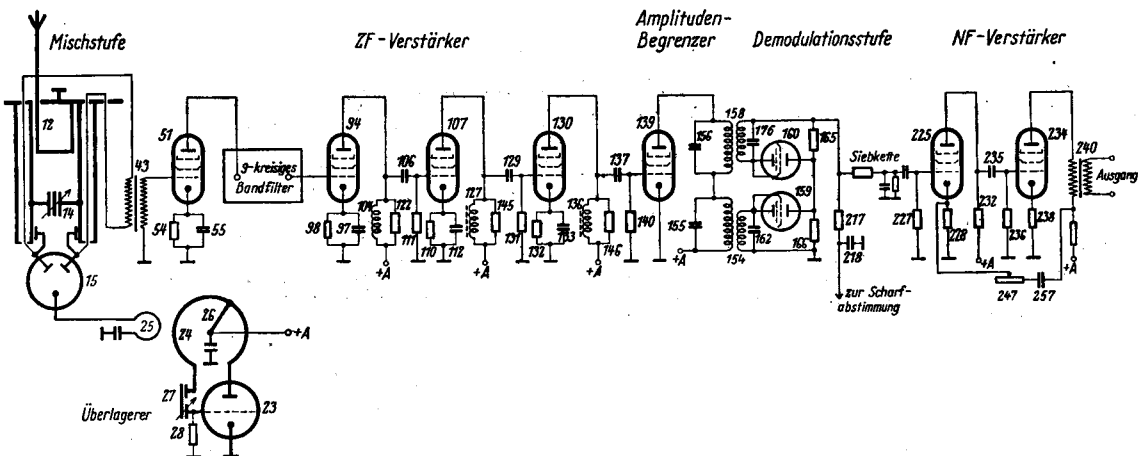 Mischstufe
ZF-Verstärker
Amplituden-
Begrenzer
Demodulationsstufe
NF-Verstärker
12
43
51
14
54
55
15
25
9-kreisiges
Bandfilter
94
98
97
104
122
106
111
107
110
112
127
129
145
131
130
132
133
136
146
137
140
139
156
155
158
154
176
160
165
159
162
166
Siebkette
217
218
zur Scharf-
abstimmung
227
225
228
232
235
236
234
238
240
Ausgang
247
257
+A
+A
+A
+A
+A
+A
26
24
+A
27
28
23
Überlagerer